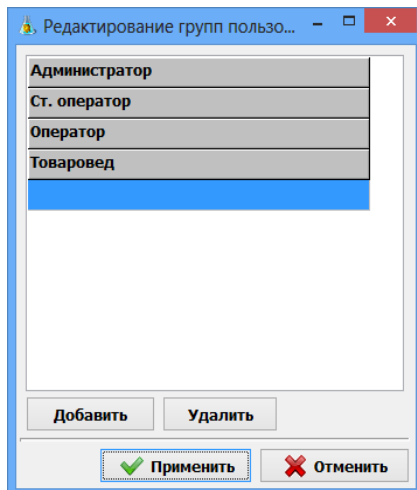 Редактирование групп пользо...
Администратор
Ст. оператор
Оператор
Товаровед
Добавить Удалить
Применить Отменить